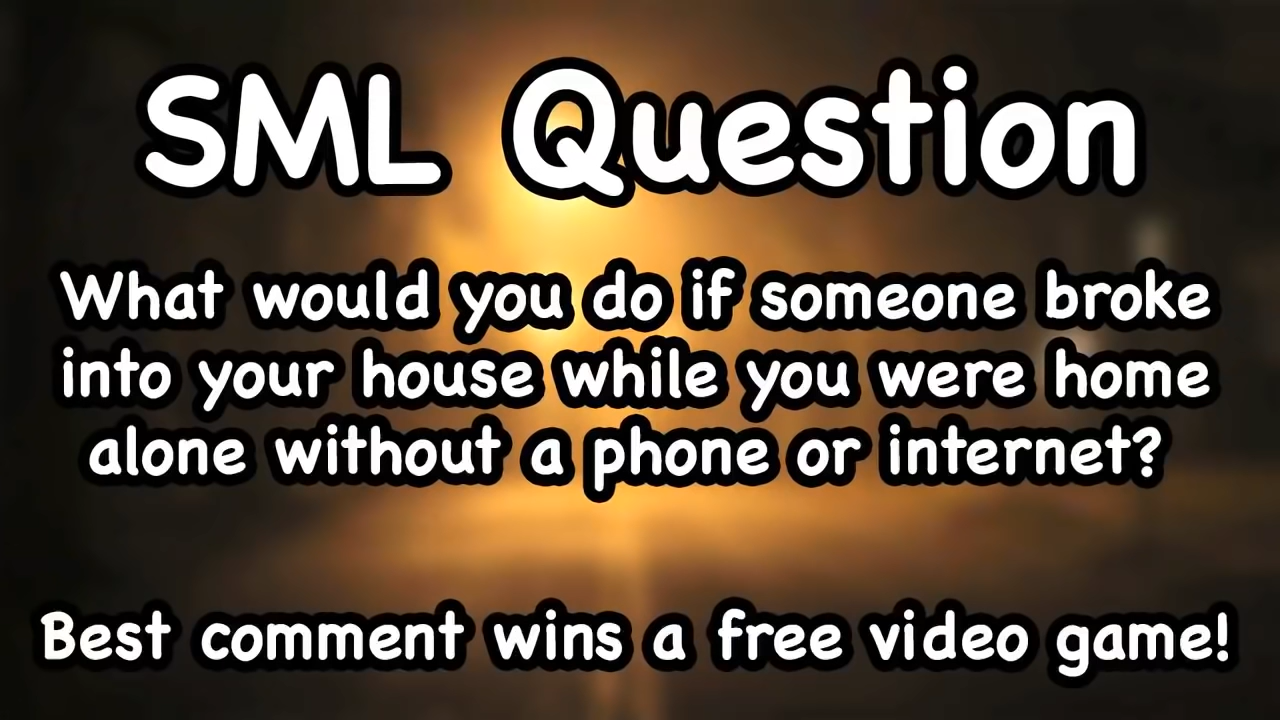 SML Question
What would you do if someone broke
into your house while you were home
alone without a phone or internet?
Best comment wins a free video game!